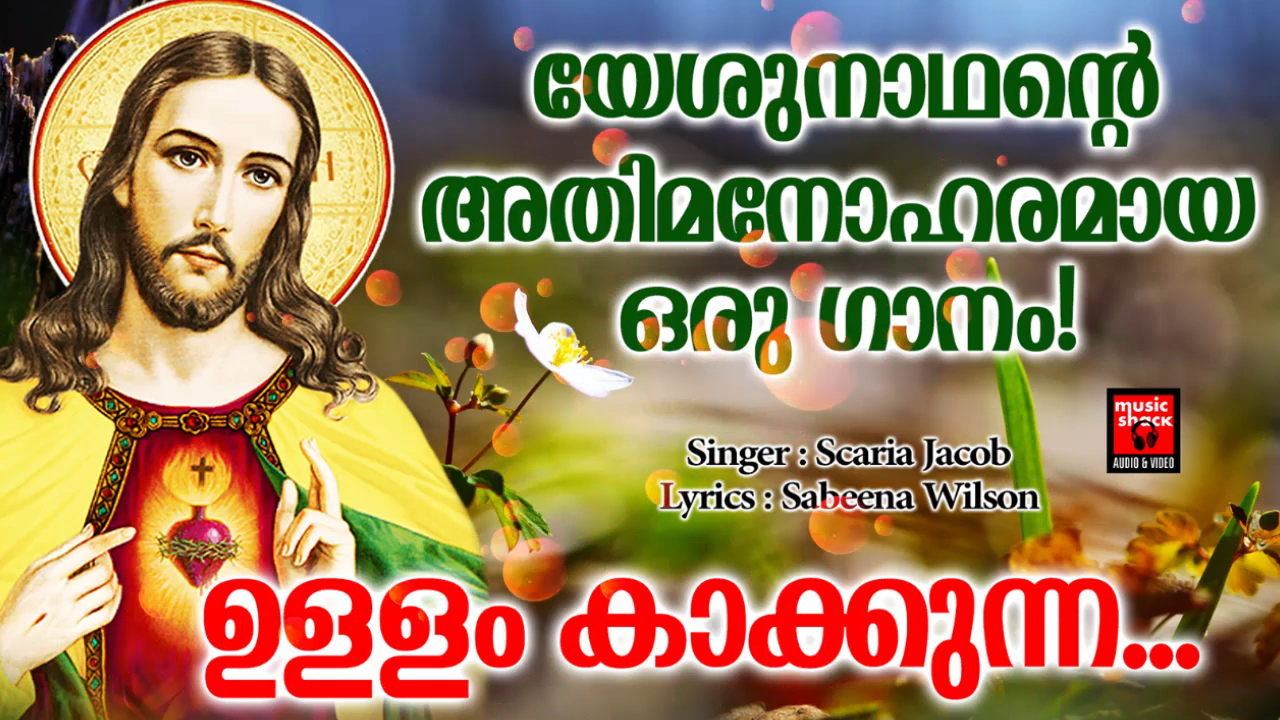 യേശുനാഥന്റെ
അതിമനോഹരമായ
ഒരു ഗാനം!
music
shack
AUDIO & VIDEO
Singer : Scaria Jacob
Lyrics : Sabeena Wilson
ഉള്ളം കാക്കുന്ന...